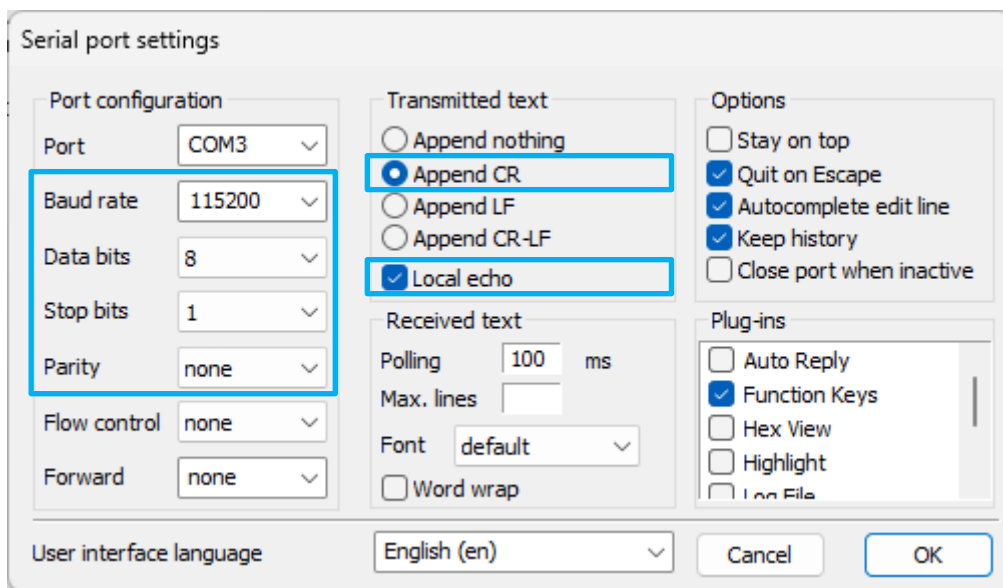 Serial port settings
Port configuration
Port COM3
Baud rate 115200
Data bits 8
Stop bits 1
Parity none
Flow control none
Forward none
Transmitted text
Append nothing
Append CR
Append LF
Append CR-LF
Local echo
Received text
Polling 100 ms
Max. lines
Font default
Word wrap
Options
Stay on top
Quit on Escape
Autocomplete edit line
Keep history
Close port when inactive
Plug-ins
Auto Reply
Function Keys
Hex View
Highlight
Log File
User interface language English (en) Cancel OK